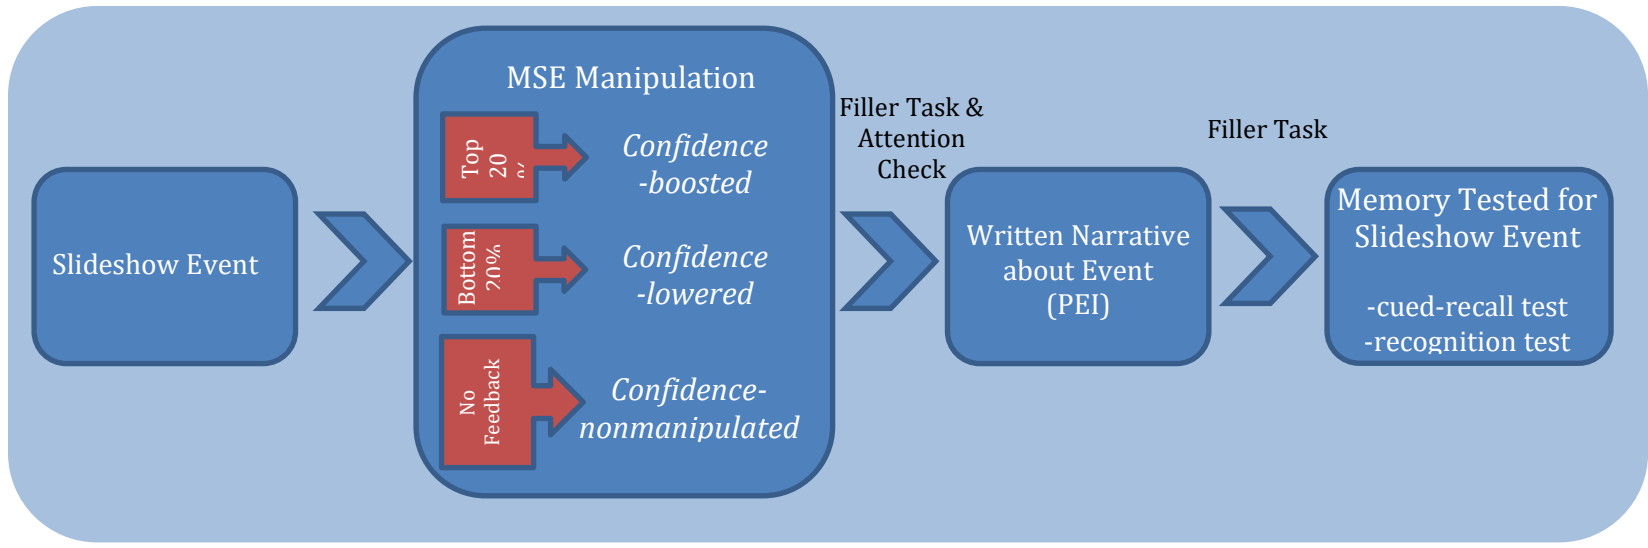 Slideshow Event
MSE Manipulation
Top
20
Confidence
-boosted
Bottom
20%
Confidence
-lowered
No
Feedback
Confidence-
nonmanipulated
Filler Task &
Attention
Check
Written Narrative
about Event
(PEI)
Filler Task
Memory Tested for
Slideshow Event
-cued-recall test
-recognition test